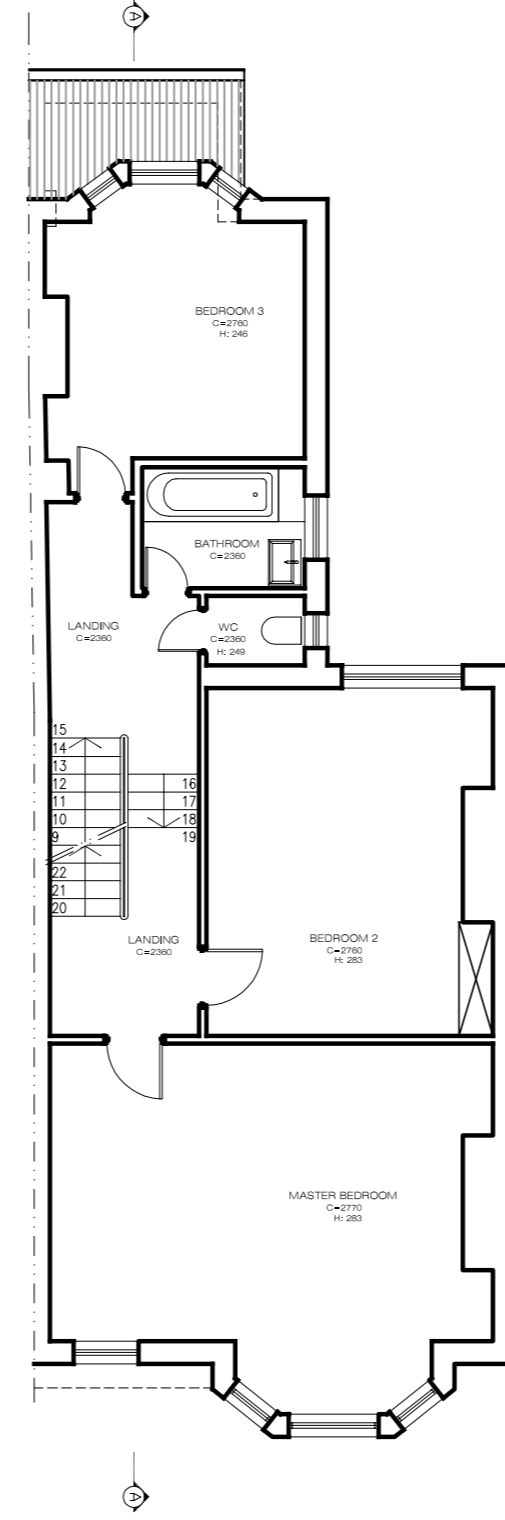 A
BEDROOM 3
C=2760
H: 246
BATHROOM
C=2360
LANDING
C=2360
WC
C=2360
H: 249
15
14
13
12
11
10
9
22
21
20
16
17
18
19
LANDING
C=2360
BEDROOM 2
C=2760
H: 283
MASTER BEDROOM
C=2770
H: 283
A